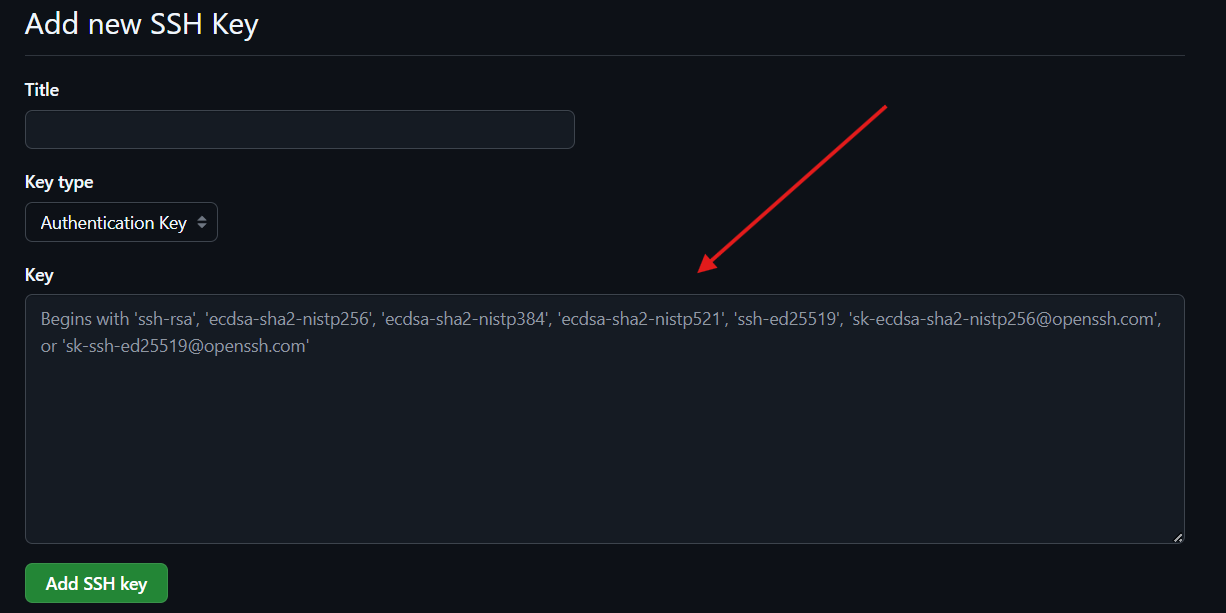 Add new SSH Key
Title
Key type
Authentication Key
Key
Begins with 'ssh-rsa', 'ecdsa-sha2-nistp256', 'ecdsa-sha2-nistp384', 'ecdsa-sha2-nistp521', 'ssh-ed25519', 'sk-ecdsa-sha2-nistp256@openssh.com',
or 'sk-ssh-ed25519@openssh.com'
Add SSH key